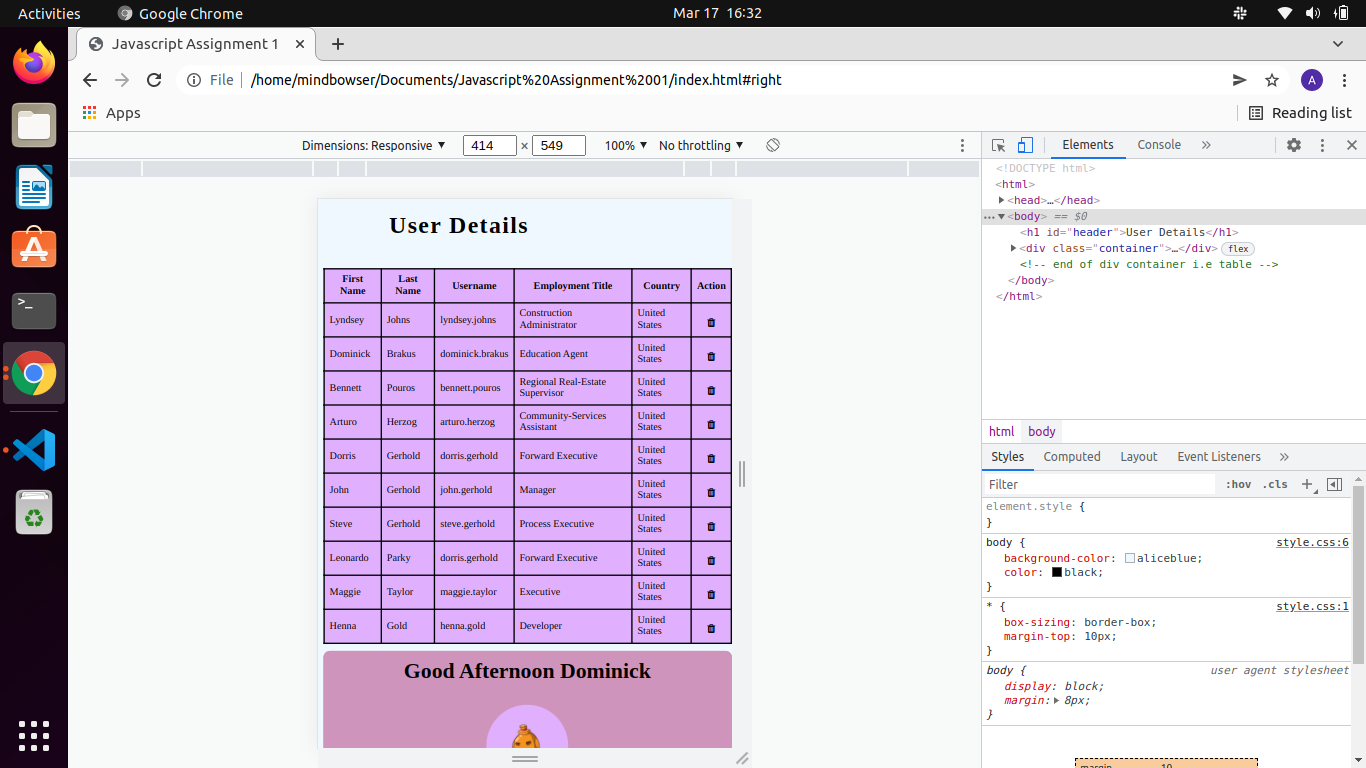 Activities
Google Chrome
Mar 17 16:32
Javascript Assignment 1
File
/home/mindbowser/Documents/Javascript%20Assignment%2001/index.html#right
A
Apps
Reading list
Dimensions: Responsive
414 × 549
100%
No throttling
Elements
Console
User Details
First Name
Last Name
Username
Employment Title
Country
Action
Lyndsey Johns lyndsey.johns Construction Administrator United States
Dominick Brakus dominick.brakus Education Agent United States
Bennett Pouros bennett.pouros Regional Real-Estate Supervisor United States
Arturo Herzog arturo.herzog Community-Services Assistant United States
Dorris Gerhold dorris.gerhold Forward Executive United States
John Gerhold john.gerhold Manager United States
Steve Gerhold steve.gerhold Process Executive United States
Leonardo Parky dorris.gerhold Forward Executive United States
Maggie Taylor maggie.taylor Executive United States
Henna Gold henna.gold Developer United States
Good Afternoon Dominick
<!DOCTYPE html>
<html>
<head>…</head>
<body> == $0
<h1 id="header">User Details</h1>
<div class="container">…</div> flex
<!-- end of div container i.e table -->
</body>
</html>
html body
Styles
Computed
Layout
Event Listeners
Filter
:hov .cls
element.style {
}
body { style.css:6
background-color: aliceblue;
color: black;
}
* { style.css:1
box-sizing: border-box;
margin-top: 10px;
}
body { user agent stylesheet
display: block;
margin: 8px;
}
margin 10